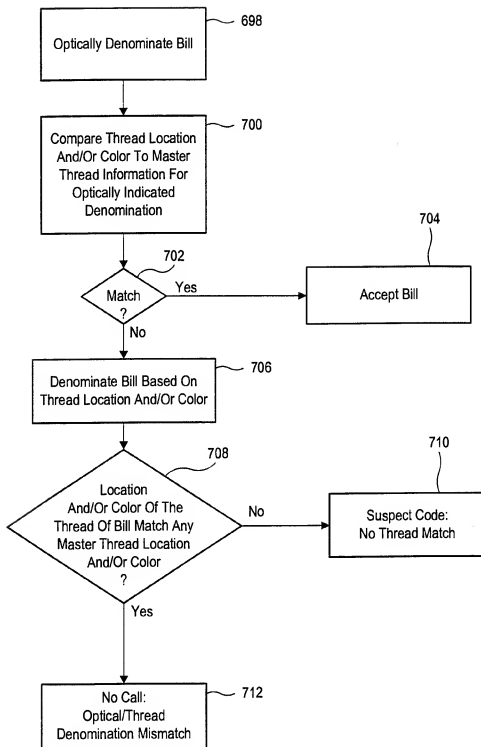 698
Optically Denominate Bill
700
Compare Thread Location
And/Or Color To Master
Thread Information For
Optically Indicated
Denomination
702
Match
?
Yes
704
Accept Bill
No
706
Denominate Bill Based On
Thread Location And/Or Color
708
Location
And/Or Color Of The
Thread Of Bill Match Any
Master Thread Location
And/Or Color
?
No
710
Suspect Code:
No Thread Match
Yes
712
No Call:
Optical/Thread
Denomination Mismatch